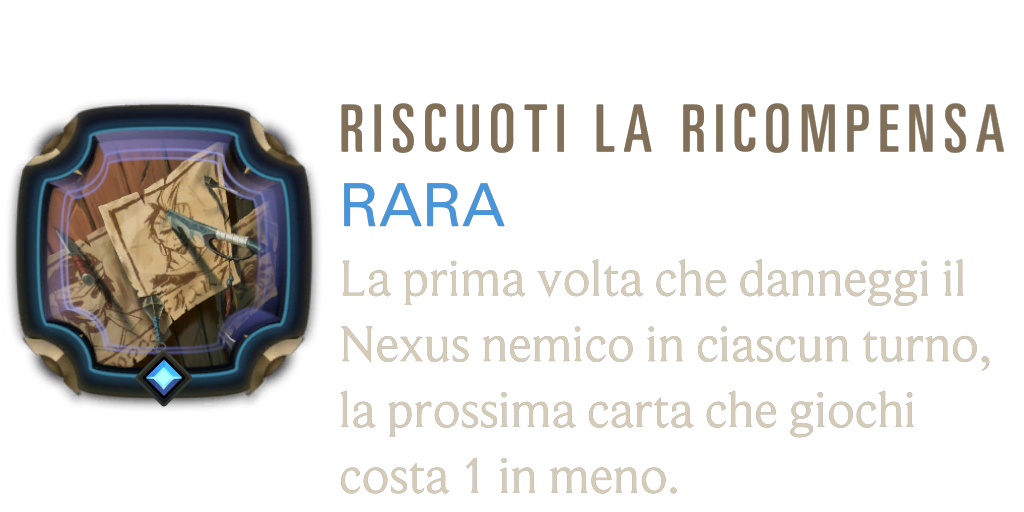 RISCUOTI LA RICOMPENSA
RARA
La prima volta che danneggi il
Nexus nemico in ciascun turno,
la prossima carta che giochi
costa 1 in meno.